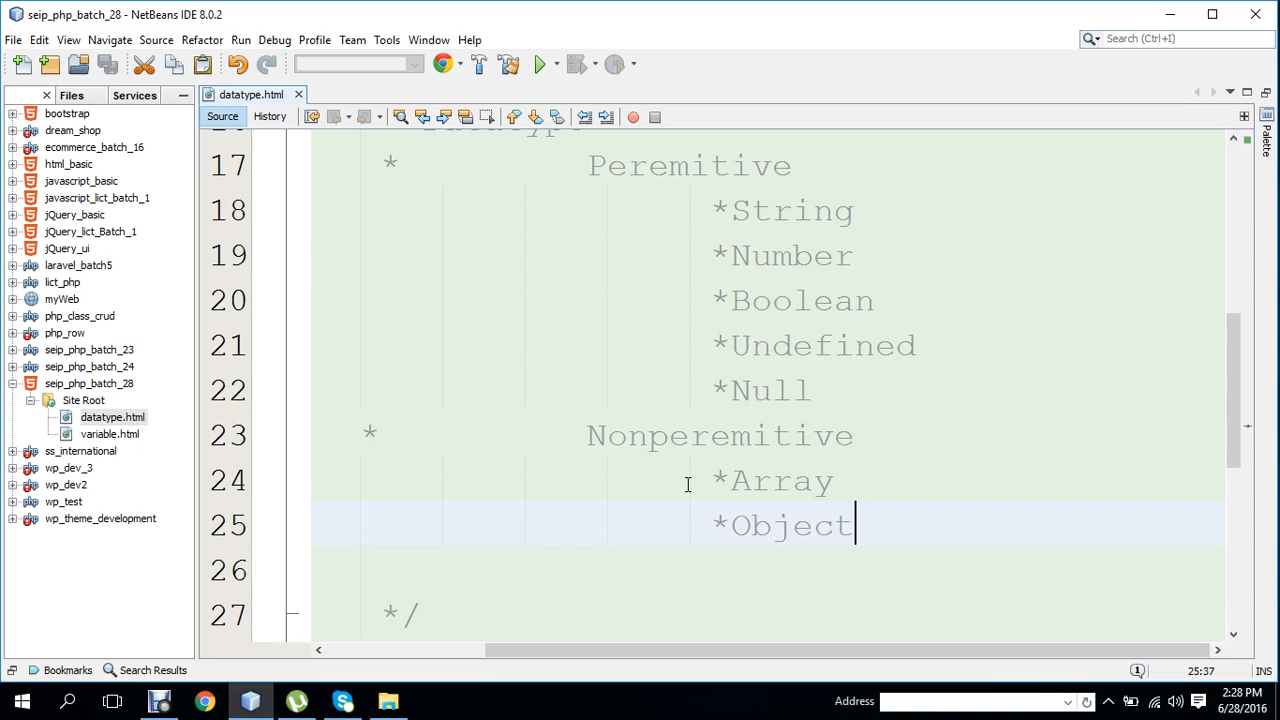 seip_php_batch_28 - NetBeans IDE 8.0.2
File Edit View Navigate Source Refactor Run Debug Profile Team Tools Window Help
Search (Ctrl+I)
Files Services
datatype.html
Source History
bootstrap
dream_shop
ecommerce_batch_16
html_basic
javascript_basic
javascript_lict_batch_1
jQuery_basic
jQuery_lict_Batch_1
jQuery_ui
laravel_batch5
lict_php
myWeb
php_class_crud
php_row
seip_php_batch_23
seip_php_batch_24
seip_php_batch_28
Site Root
datatype.html
variable.html
ss_international
wp_dev_3
wp_dev2
wp_test
wp_theme_development
17 * Peremitive
18 *String
19 *Number
20 *Boolean
21 *Undefined
22 *Null
23 * Nonperemitive
24 *Array
25 *Object
26
27 */
Palette
Bookmarks Search Results
1 25:37 INS
Address
2:28 PM
6/28/2016